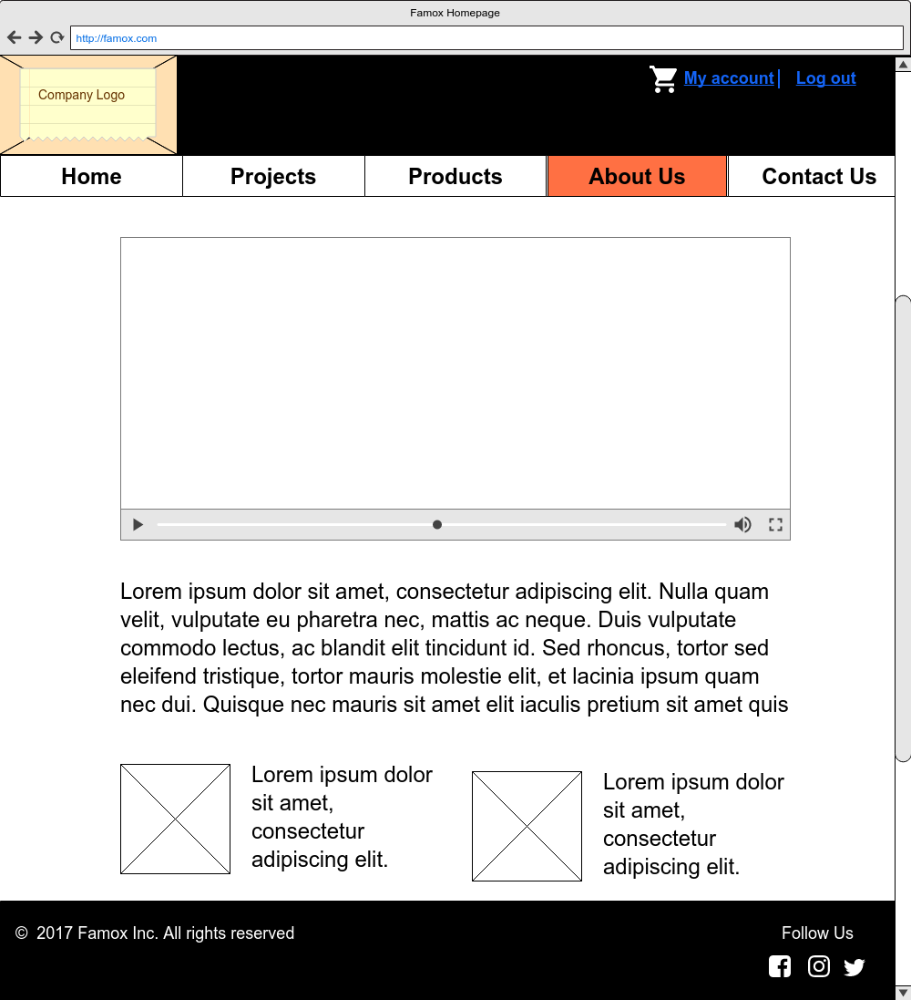 Famox Homepage
http://famox.com
Company Logo
My account
Log out
Home
Projects
Products
About Us
Contact Us
Lorem ipsum dolor sit amet, consectetur adipiscing elit. Nulla quam
velit, vulputate eu pharetra nec, mattis ac neque. Duis vulputate
commodo lectus, ac blandit elit tincidunt id. Sed rhoncus, tortor sed
eleifend tristique, tortor mauris molestie elit, et lacinia ipsum quam
nec dui. Quisque nec mauris sit amet elit iaculis pretium sit amet quis
Lorem ipsum dolor
sit amet,
consectetur
adipiscing elit.
Lorem ipsum dolor
sit amet,
consectetur
adipiscing elit.
© 2017 Famox Inc. All rights reserved
Follow Us